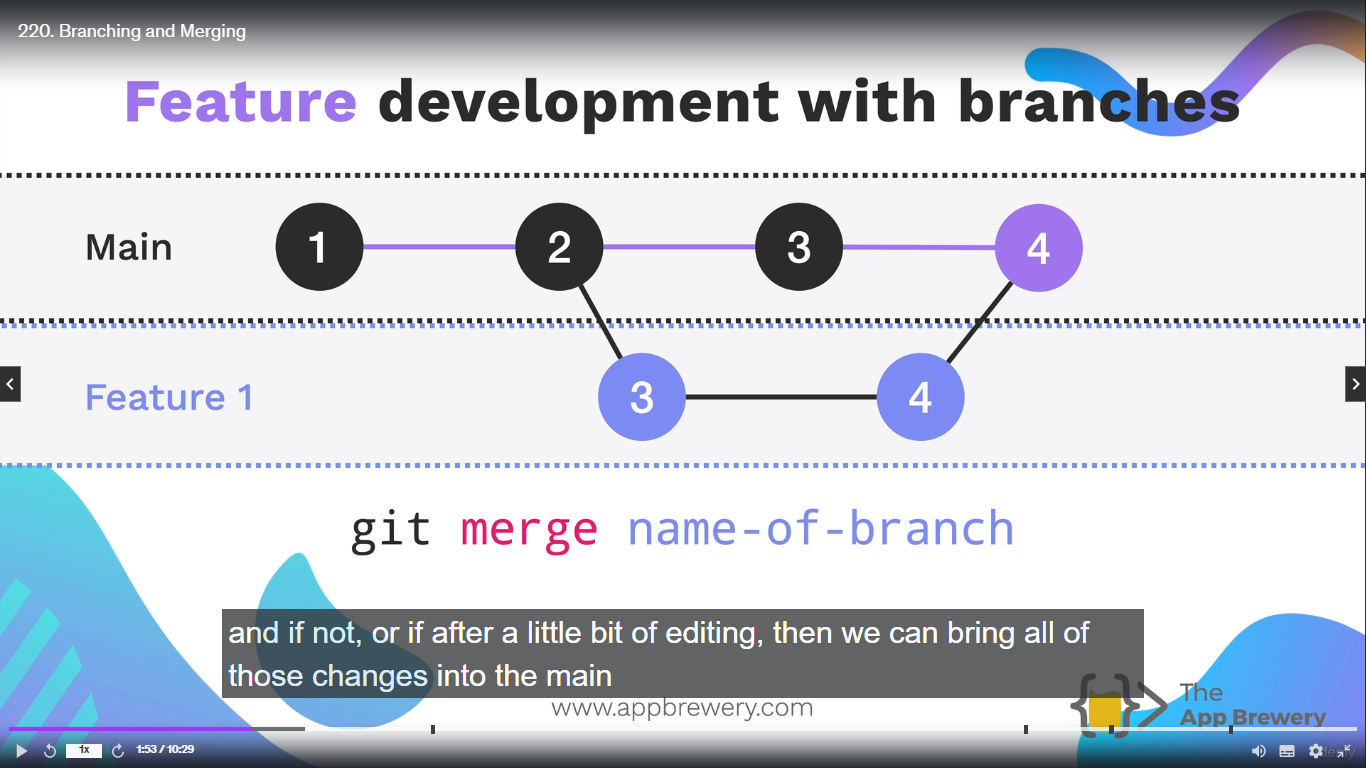 220. Branching and Merging
Feature development with branches
Main
1
2
3
4
Feature 1
3
4
git merge name-of-branch
and if not, or if after a little bit of editing, then we can bring all of
those changes into the main
www.appbrewery.com
The
App Brewery
1x
1:53 / 10:29